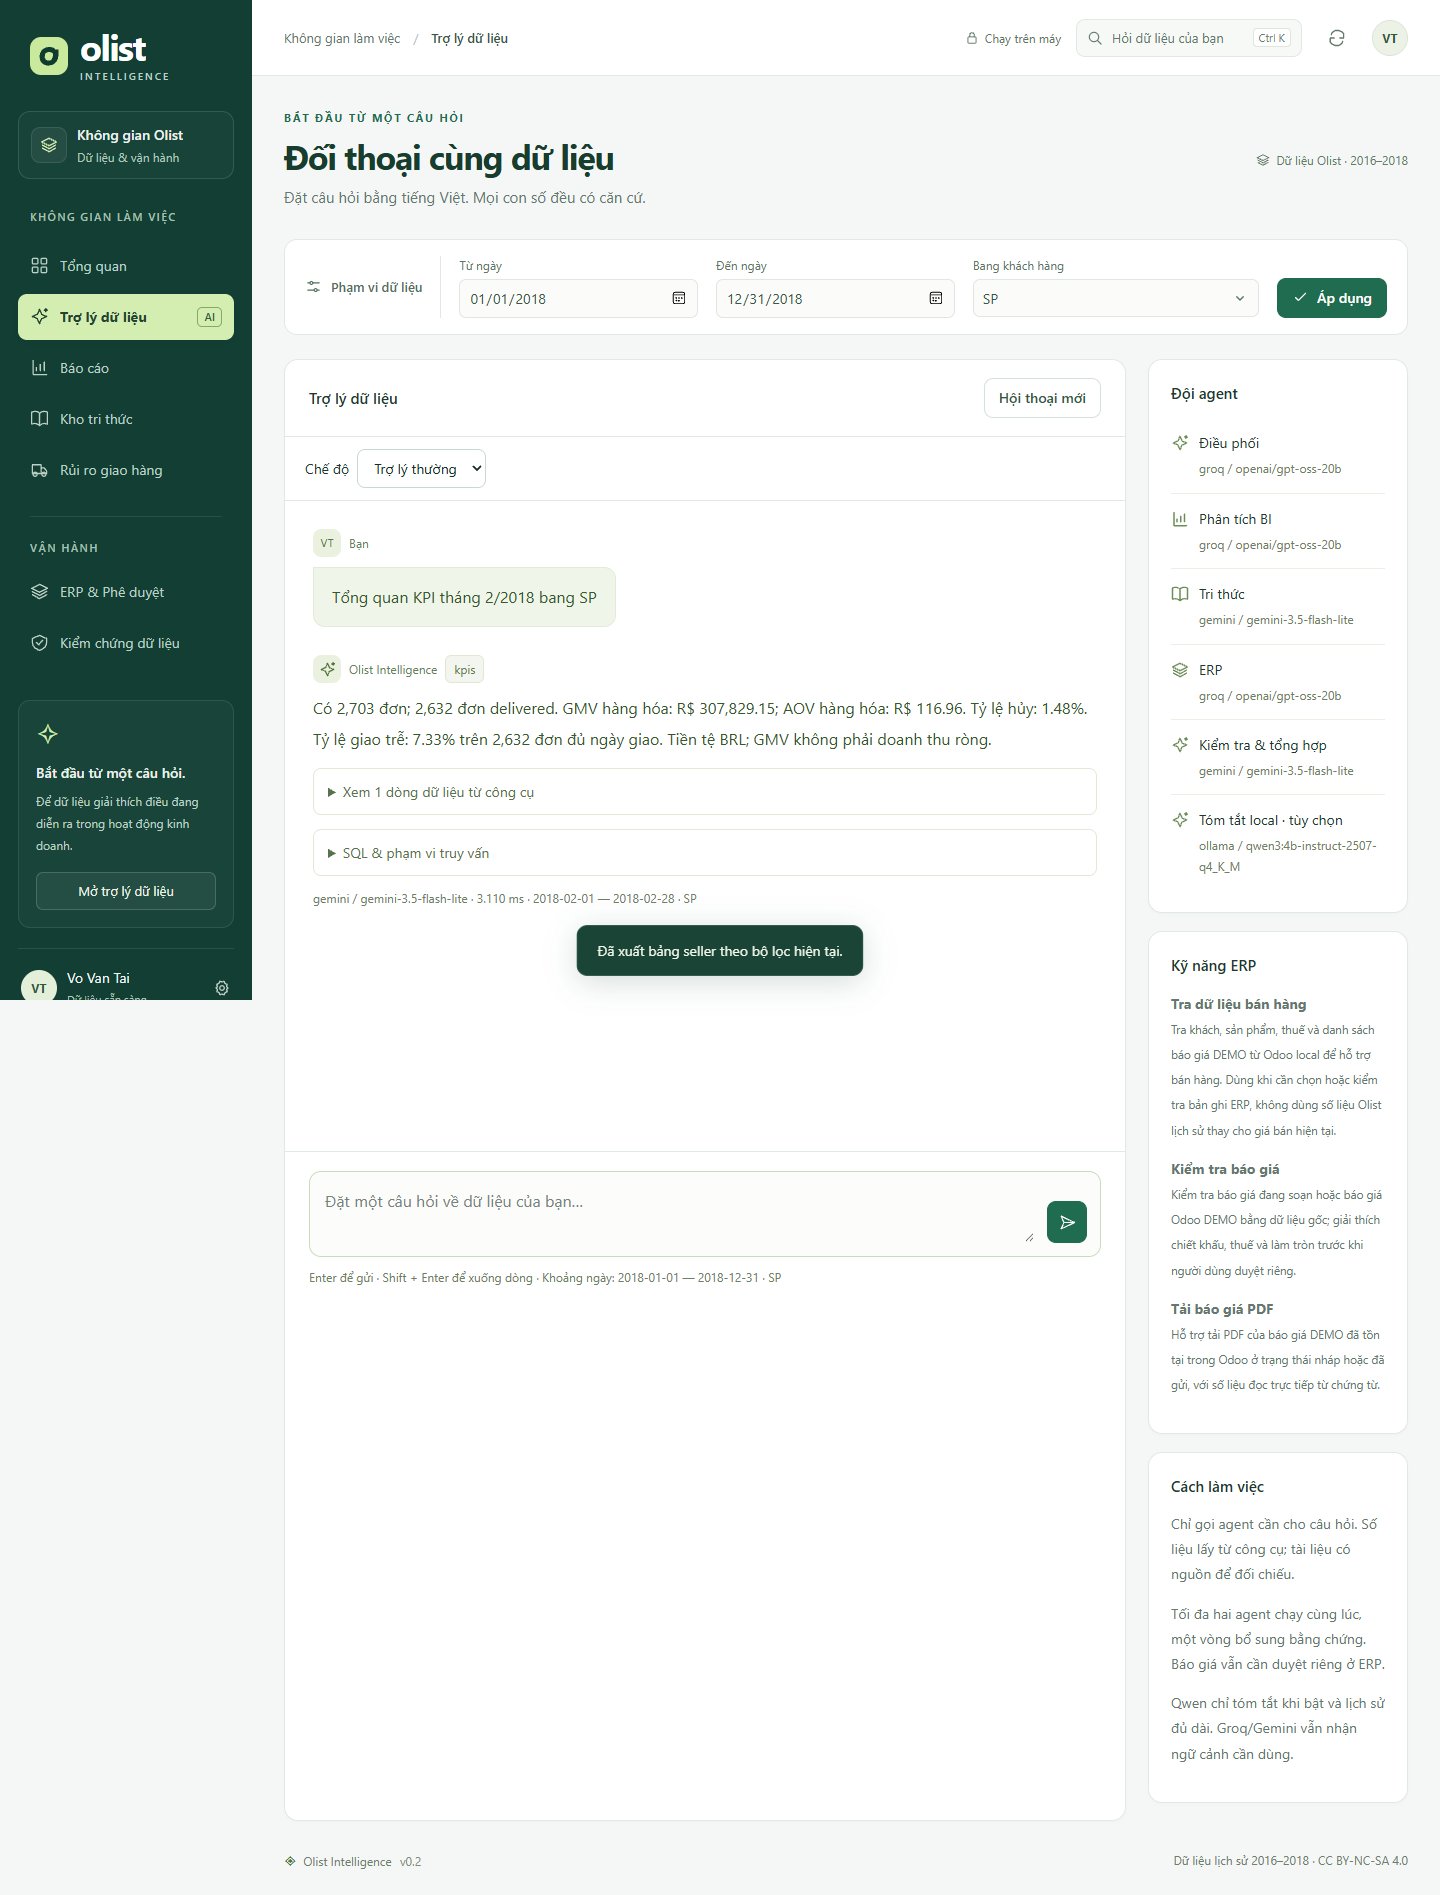 olist
INTELLIGENCE
Không gian Olist
Dữ liệu & vận hành
KHÔNG GIAN LÀM VIỆC
Tổng quan
Trợ lý dữ liệu AI
Báo cáo
Kho tri thức
Rủi ro giao hàng
VẬN HÀNH
ERP & Phê duyệt
Kiểm chứng dữ liệu
Bắt đầu từ một câu hỏi.
Để dữ liệu giải thích điều đang
diễn ra trong hoạt động kinh
doanh.
Mở trợ lý dữ liệu
VT Vo Van Tai
Dữ liệu sẵn sàng
Không gian làm việc / Trợ lý dữ liệu
Chạy trên máy
Hỏi dữ liệu của bạn Ctrl K
VT
BẮT ĐẦU TỪ MỘT CÂU HỎI
Đối thoại cùng dữ liệu
Đặt câu hỏi bằng tiếng Việt. Mọi con số đều có căn cứ.
Dữ liệu Olist · 2016–2018
Phạm vi dữ liệu
Từ ngày
01/01/2018
Đến ngày
12/31/2018
Bang khách hàng
SP
Áp dụng
Trợ lý dữ liệu
Hội thoại mới
Chế độ Trợ lý thường
VT Bạn
Tổng quan KPI tháng 2/2018 bang SP
Olist Intelligence kpis
Có 2,703 đơn; 2,632 đơn delivered. GMV hàng hóa: R$ 307,829.15; AOV hàng hóa: R$ 116.96. Tỷ lệ hủy: 1.48%.
Tỷ lệ giao trễ: 7.33% trên 2,632 đơn đủ ngày giao. Tiền tệ BRL; GMV không phải doanh thu ròng.
Xem 1 dòng dữ liệu từ công cụ
SQL & phạm vi truy vấn
gemini / gemini-3.5-flash-lite · 3.110 ms · 2018-02-01 — 2018-02-28 · SP
Đã xuất bảng seller theo bộ lọc hiện tại.
Đặt một câu hỏi về dữ liệu của bạn...
Enter để gửi · Shift + Enter để xuống dòng · Khoảng ngày: 2018-01-01 — 2018-12-31 · SP
Đội agent
Điều phối
groq / openai/gpt-oss-20b
Phân tích BI
groq / openai/gpt-oss-20b
Tri thức
gemini / gemini-3.5-flash-lite
ERP
groq / openai/gpt-oss-20b
Kiểm tra & tổng hợp
gemini / gemini-3.5-flash-lite
Tóm tắt local · tùy chọn
ollama / qwen3:4b-instruct-2507-
q4_K_M
Kỹ năng ERP
Tra dữ liệu bán hàng
Tra khách, sản phẩm, thuế và danh sách
báo giá DEMO từ Odoo local để hỗ trợ
bán hàng. Dùng khi cần chọn hoặc kiểm
tra bản ghi ERP, không dùng số liệu Olist
lịch sử thay cho giá bán hiện tại.
Kiểm tra báo giá
Kiểm tra báo giá đang soạn hoặc báo giá
Odoo DEMO bằng dữ liệu gốc; giải thích
chiết khấu, thuế và làm tròn trước khi
người dùng duyệt riêng.
Tải báo giá PDF
Hỗ trợ tải PDF của báo giá DEMO đã tồn
tại trong Odoo ở trạng thái nháp hoặc đã
gửi, với số liệu đọc trực tiếp từ chứng từ.
Cách làm việc
Chỉ gọi agent cần cho câu hỏi. Số
liệu lấy từ công cụ; tài liệu có
nguồn để đối chiếu.
Tối đa hai agent chạy cùng lúc,
một vòng bổ sung bằng chứng.
Báo giá vẫn cần duyệt riêng ở ERP.
Qwen chỉ tóm tắt khi bật và lịch sử
đủ dài. Groq/Gemini vẫn nhận
ngữ cảnh cần dùng.
Olist Intelligence v0.2
Dữ liệu lịch sử 2016–2018 · CC BY-NC-SA 4.0